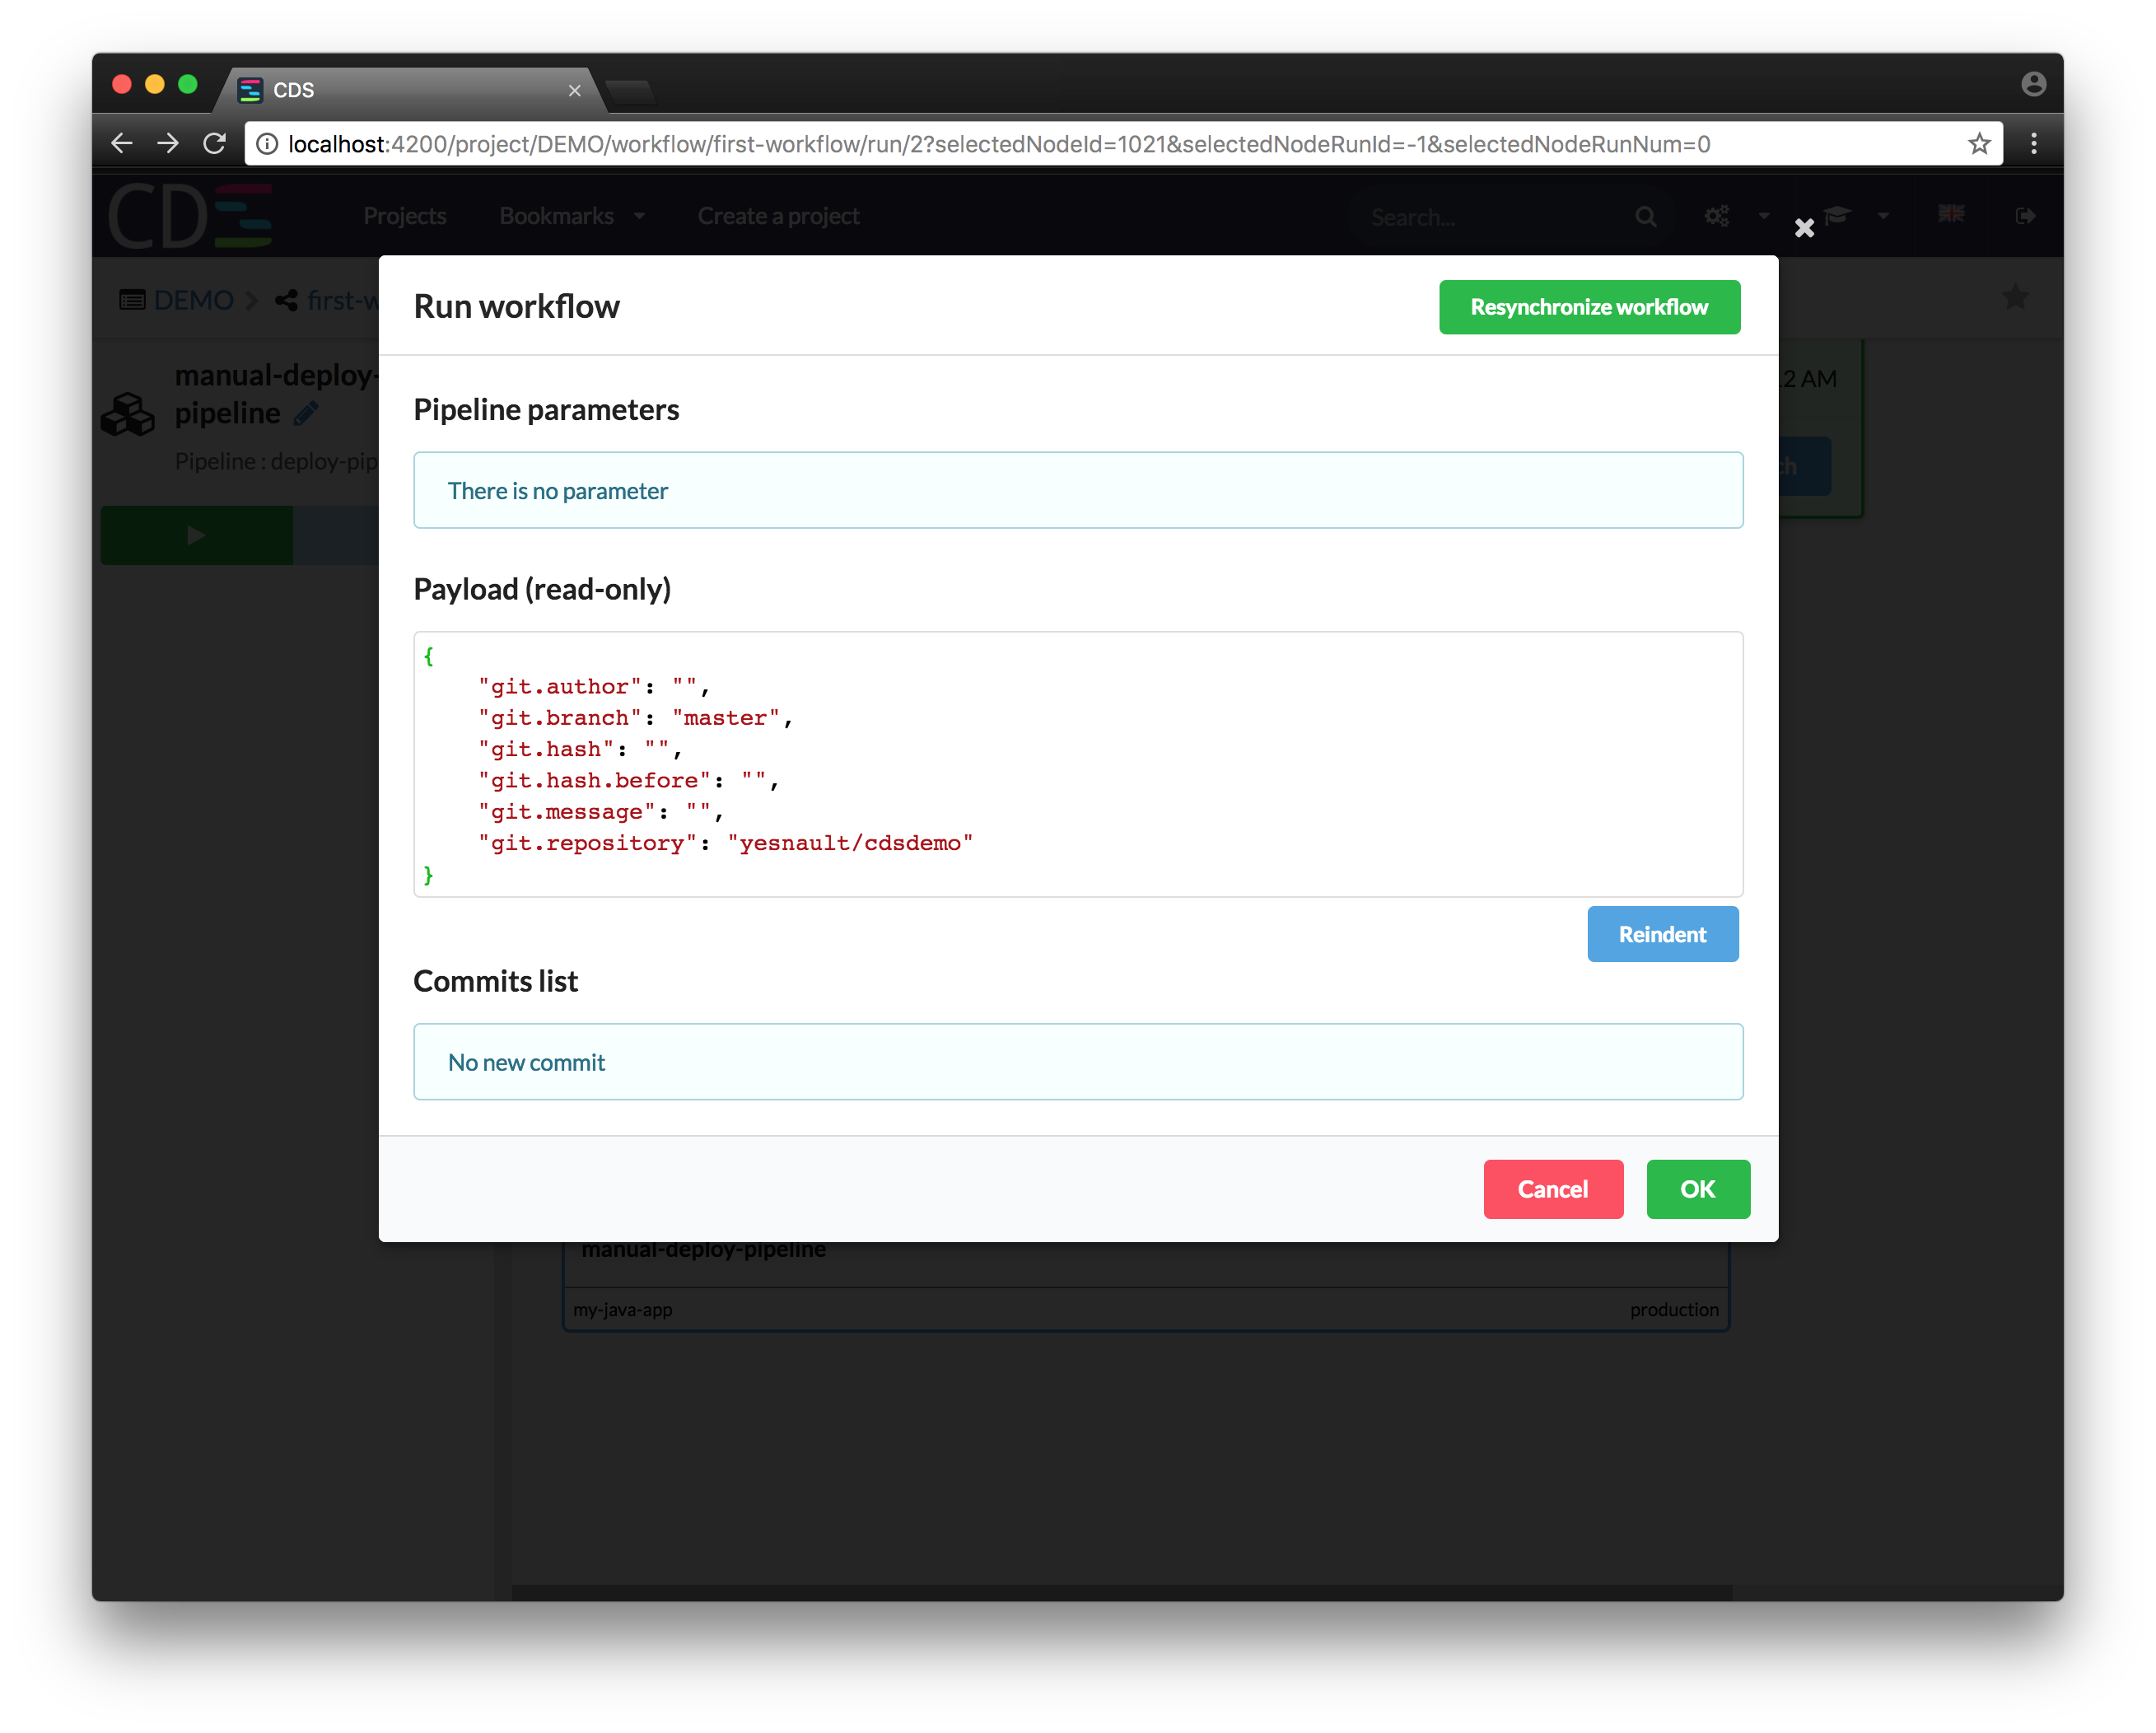 CDS
localhost:4200/project/DEMO/workflow/first-workflow/run/2?selectedNodeId=1021&selectedNodeRunId=-1&selectedNodeRunNum=0
CDS Projects Bookmarks Create a project Search...
DEMO first-w
manual-deploy-
pipeline
Pipeline : deploy-pip
2 AM
ch
Run workflow Resynchronize workflow
Pipeline parameters
There is no parameter
Payload (read-only)
{
"git.author": "",
"git.branch": "master",
"git.hash": "",
"git.hash.before": "",
"git.message": "",
"git.repository": "yesnault/cdsdemo"
}
Reindent
Commits list
No new commit
Cancel OK
manual-deploy-pipeline
my-java-app production